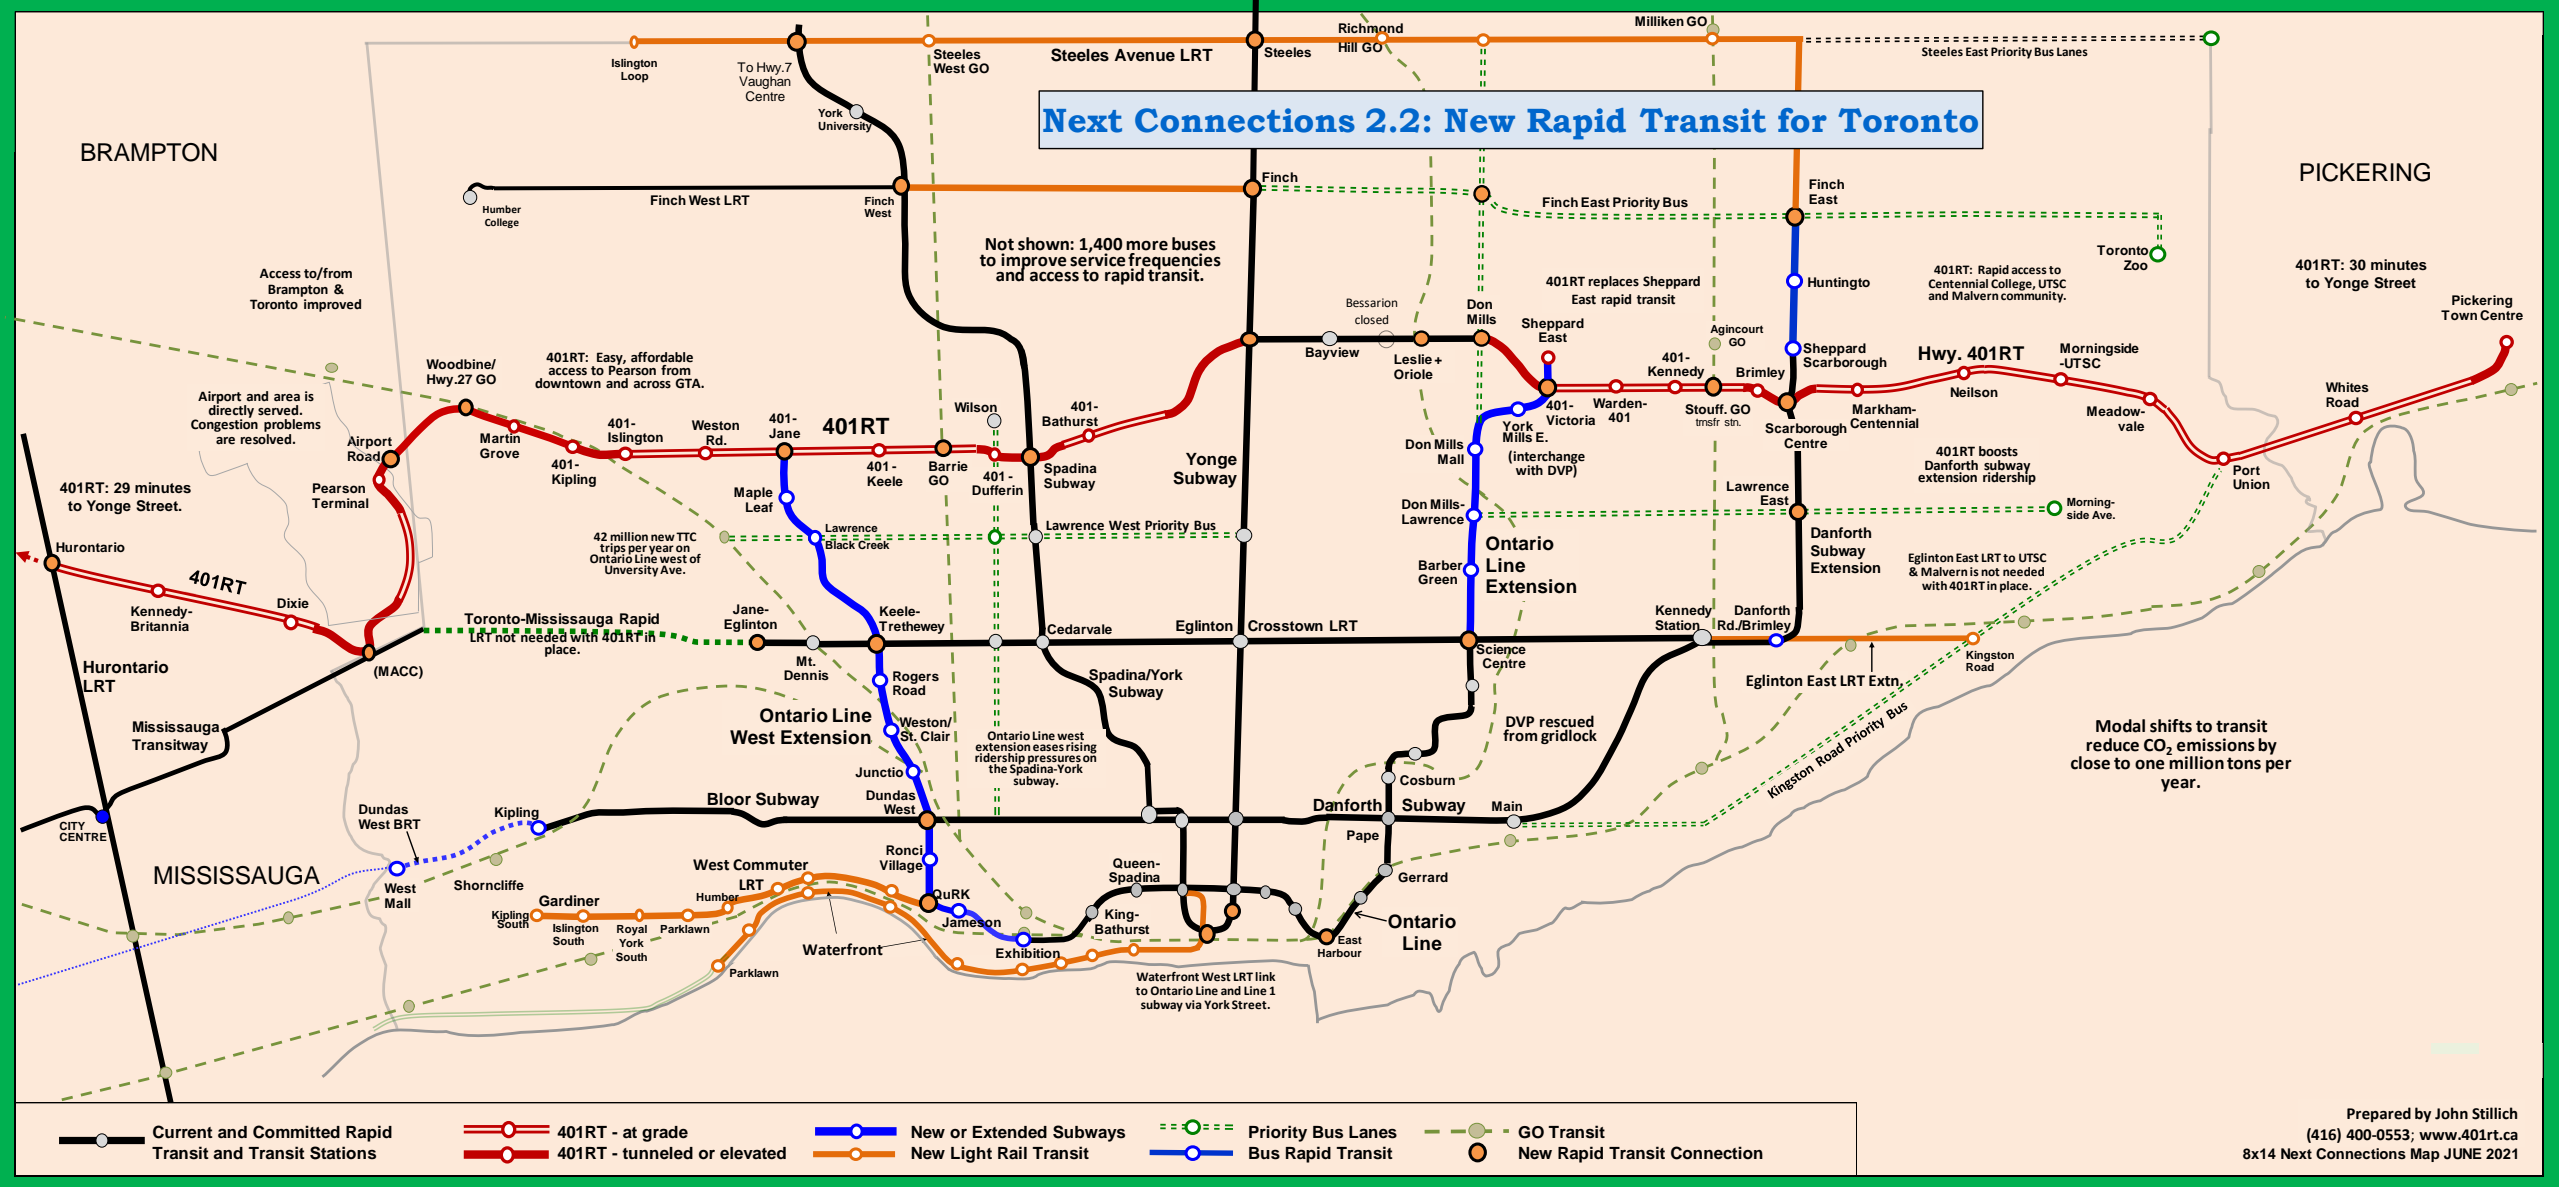 Richmond
Hill GO
Milliken GO
Islington
Loop
To Hwy.7
Vaughan
Centre
Steeles
West GO
Steeles Avenue LRT
Steeles
Steeles East Priority Bus Lanes
York
University
Next Connections 2.2: New Rapid Transit for Toronto
BRAMPTON
PICKERING
Humber
College
Finch West LRT
Finch
West
Finch
Finch East Priority Bus
Finch
East
Not shown: 1,400 more buses
to improve service frequencies
and access to rapid transit.
Toronto
Zoo
Access to/from
Brampton &
Toronto improved
401RT replaces Sheppard
East rapid transit
Huntingto
401RT: Rapid access to
Centennial College, UTSC
and Malvern community.
401RT: 30 minutes
to Yonge Street
Pickering
Town Centre
Bessarion
closed
Don
Mills
Sheppard
East
Agincourt
GO
Bayview
Leslie +
Oriole
401-
Kennedy
Brimley
Sheppard
Scarborough
Hwy. 401RT
Morningside
-UTSC
Woodbine/
Hwy.27 GO
401RT: Easy, affordable
access to Pearson from
downtown and across GTA.
Airport and area is
directly served.
Congestion problems
are resolved.
Airport
Road
Martin
Grove
401-
Kipling
401-
Islington
Weston
Rd.
401-
Jane
401RT
401 -
Keele
Barrie
GO
Wilson
401 -
Dufferin
Spadina
Subway
401-
Bathurst
Yonge
Subway
401-
Victoria
Warden-
401
Stouff. GO
trnsfr stn.
Scarborough
Centre
Markham-
Centennial
Neilson
Meadow-
vale
Whites
Road
Port
Union
York
Mills E.
(interchange
with DVP)
Don Mills
Mall
401RT boosts
Danforth subway
extension ridership
401RT: 29 minutes
to Yonge Street.
Pearson
Terminal
Maple
Leaf
Lawrence
Black Creek
Lawrence West Priority Bus
Don Mills-
Lawrence
Lawrence
East
Morning-
side Ave.
Hurontario
42 million new TTC
trips per year on
Ontario Line west of
Unversity Ave.
Ontario
Line
Extension
Barber
Green
Danforth
Subway
Extension
Eglinton East LRT to UTSC
& Malvern is not needed
with 401RT in place.
401RT
Kennedy-
Britannia
Dixie
Toronto-Mississauga Rapid
LRT not needed with 401RT in
place.
Jane-
Eglinton
Mt.
Dennis
Keele-
Trethewey
Cedarvale
Eglinton
Crosstown LRT
Science
Centre
Kennedy
Station
Danforth
Rd./Brimley
Kingston
Road
Eglinton East LRT Extn.
Hurontario
LRT
(MACC)
Rogers
Road
Spadina/York
Subway
Mississauga
Transitway
Ontario Line
West Extension
Weston/
St. Clair
Ontario Line west
extension eases rising
ridership pressures on
the Spadina-York
subway.
DVP rescued
from gridlock
Modal shifts to transit
reduce CO₂ emissions by
close to one million tons per
year.
Kingston Road Priority Bus
Junctio
Cosburn
CITY
CENTRE
Dundas
West BRT
Kipling
Bloor Subway
Dundas
West
Danforth
Subway
Main
Pape
MISSISSAUGA
West
Mall
Shorncliffe
Ronci
Village
West Commuter
LRT
Queen-
Spadina
Gerrard
Kipling
South
Gardiner
Islington
South
Royal
York
South
Parklawn
Humber
QuRK
Jameson
King-
Bathurst
East
Harbour
Ontario
Line
Waterfront
Exhibition
Parklawn
Waterfront West LRT link
to Ontario Line and Line 1
subway via York Street.
Current and Committed Rapid
Transit and Transit Stations
401RT - at grade
401RT - tunneled or elevated
New or Extended Subways
New Light Rail Transit
Priority Bus Lanes
Bus Rapid Transit
GO Transit
New Rapid Transit Connection
Prepared by John Stillich
(416) 400-0553; www.401rt.ca
8x14 Next Connections Map JUNE 2021